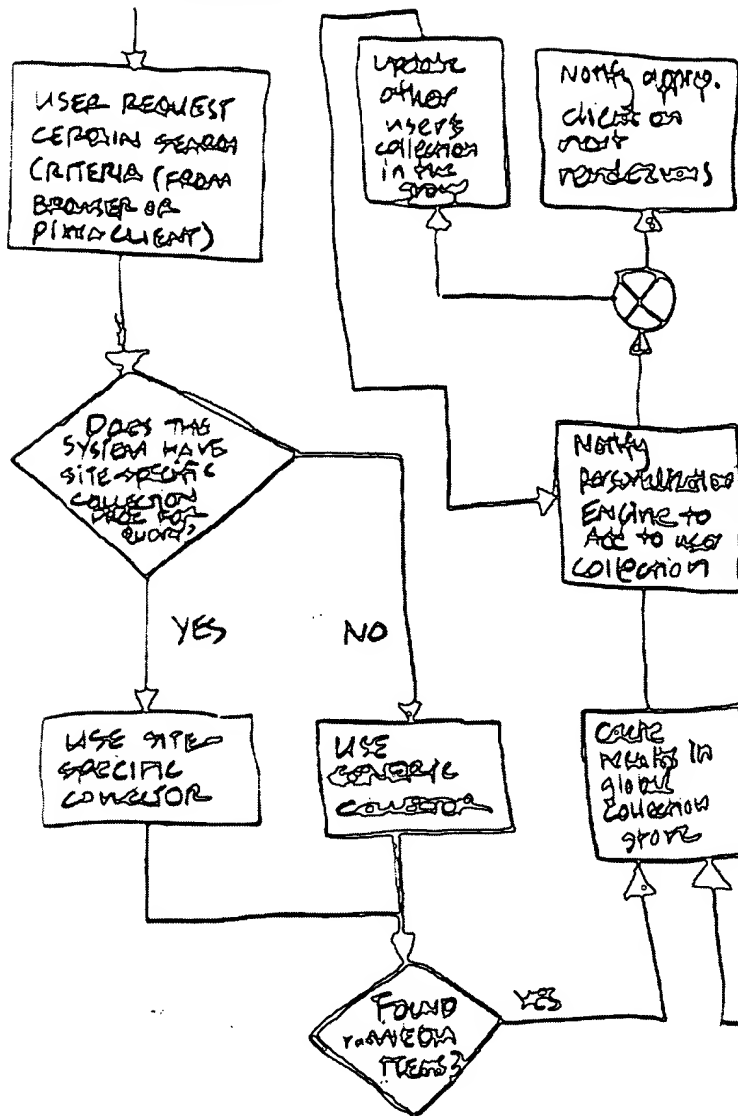 USER REQUEST
CERTAIN SEARCH
CRITERIA (FROM
BROWSER OR
CLIENT)
DOES THE
SYSTEM HAVE
SITE-SPECIFIC
COLLECTION
FOR
QUERY?
YES
NO
USE SITE-
SPECIFIC
COLLECTOR
USE
GENERIC
COLLECTOR
FOUND
MEDIA
ITEMS?
YES
update
other
users
collection
in the
group
Notify approp.
client on
next
rendezvous
Notify
personalization
ENGINE to
ADD to user
collection
cache
results in
global
collection
store